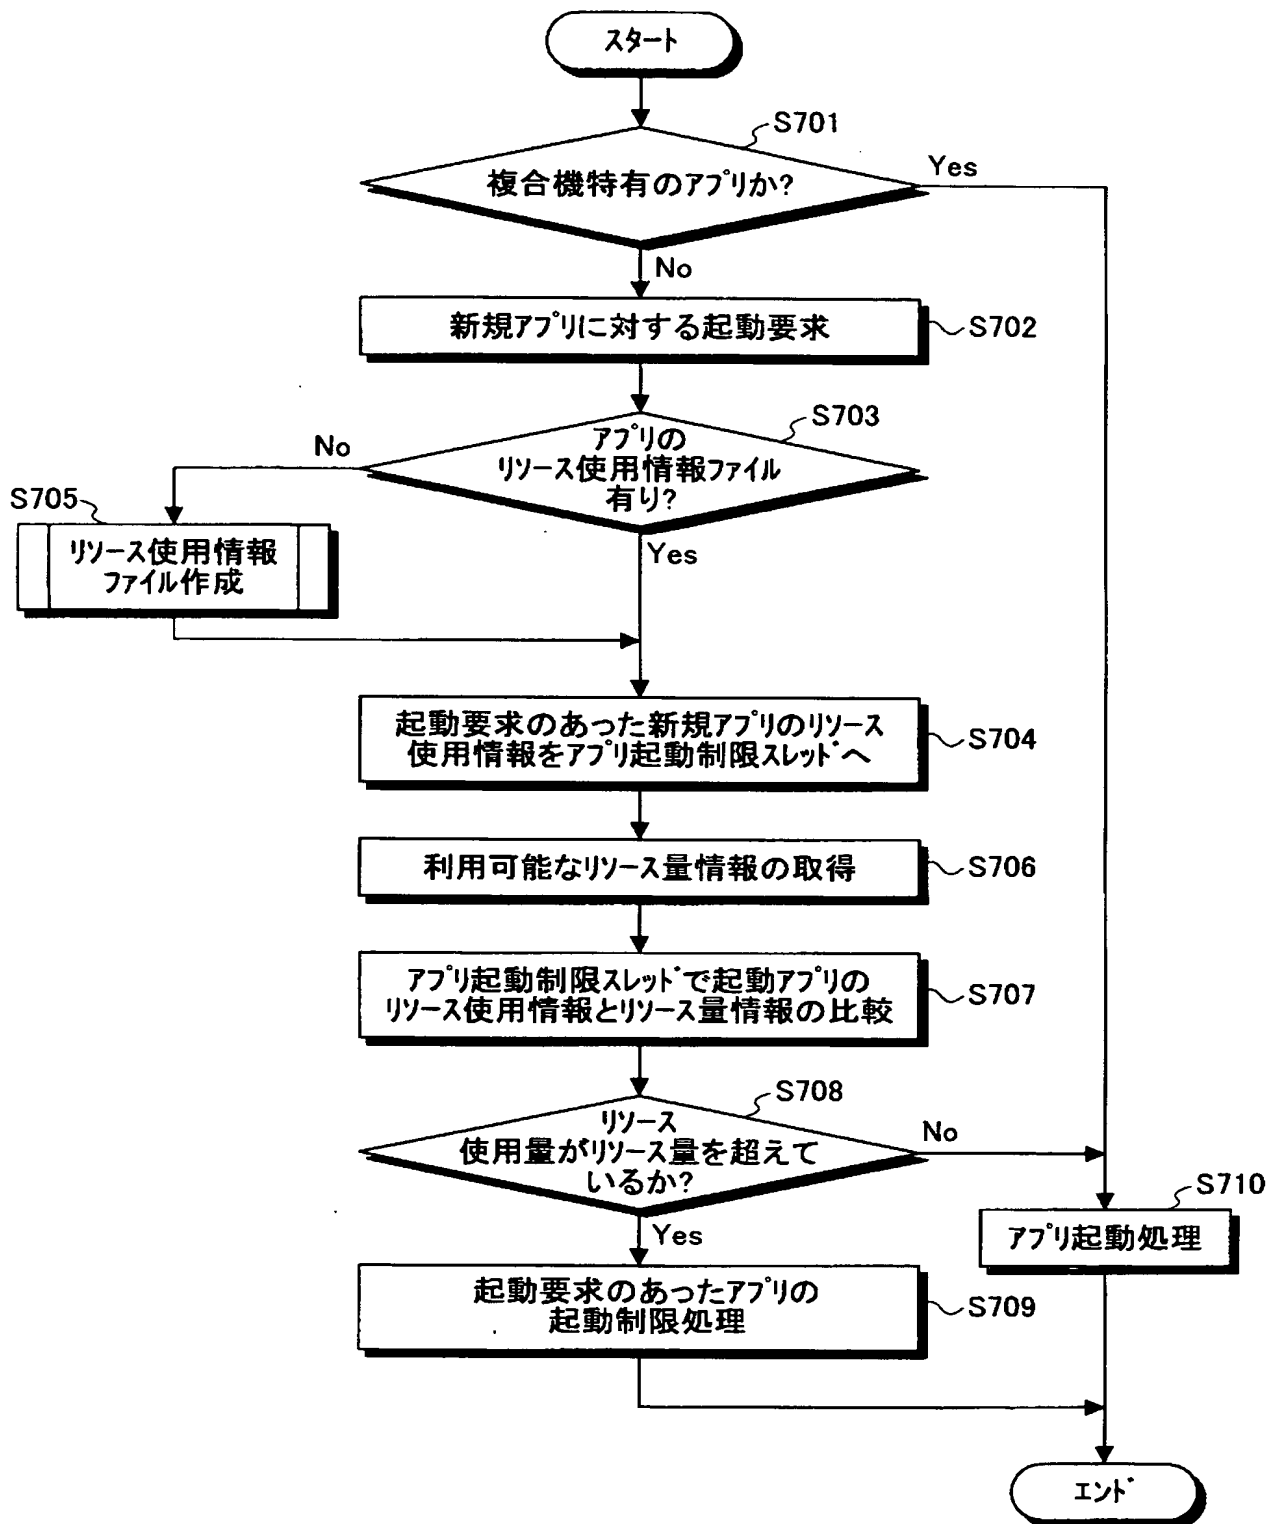 スタート
S701
複合機特有のアプリか?
Yes
No
新規アプリに対する起動要求
S702
S703
アプリの
リソース使用情報ファイル
有り?
No
Yes
S705
リソース使用情報
ファイル作成
起動要求のあった新規アプリのリソース
使用情報をアプリ起動制限スレッドへ
S704
利用可能なリソース量情報の取得
S706
アプリ起動制限スレッドで起動アプリの
リソース使用情報とリソース量情報の比較
S707
S708
リソース
使用量がリソース量を超えて
いるか?
No
Yes
S710
アプリ起動処理
起動要求のあったアプリの
起動制限処理
S709
エンド